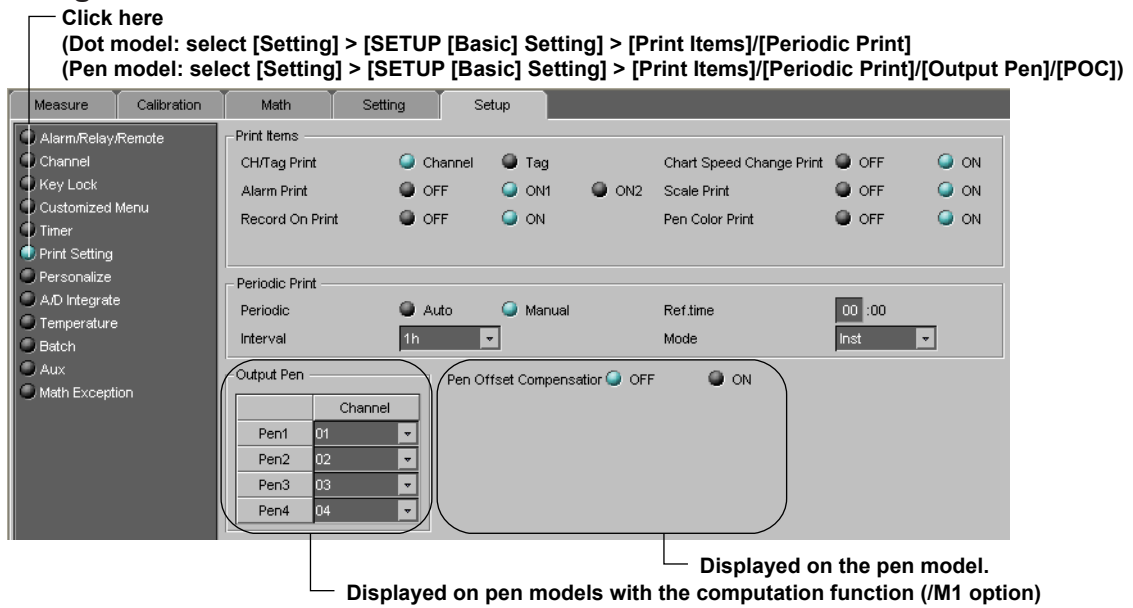 Click here
(Dot model: select [Setting] > [SETUP [Basic] Setting] > [Print Items]/[Periodic Print]
(Pen model: select [Setting] > [SETUP [Basic] Setting] > [Print Items]/[Periodic Print]/[Output Pen]/[POC])
Measure Calibration Math Setting Setup
Alarm/Relay/Remote
Channel
Key Lock
Customized Menu
Timer
Print Setting
Personalize
A/D Integrate
Temperature
Batch
Aux
Math Exception
Print Items
CH/Tag Print Channel Tag Chart Speed Change Print OFF ON
Alarm Print OFF ON1 ON2 Scale Print OFF ON
Record On Print OFF ON Pen Color Print OFF ON
Periodic Print
Periodic Auto Manual Ref.time 00 :00
Interval 1h Mode Inst
Output Pen
Channel
Pen1 01
Pen2 02
Pen3 03
Pen4 04
Pen Offset Compensatior OFF ON
Displayed on the pen model.
Displayed on pen models with the computation function (/M1 option)